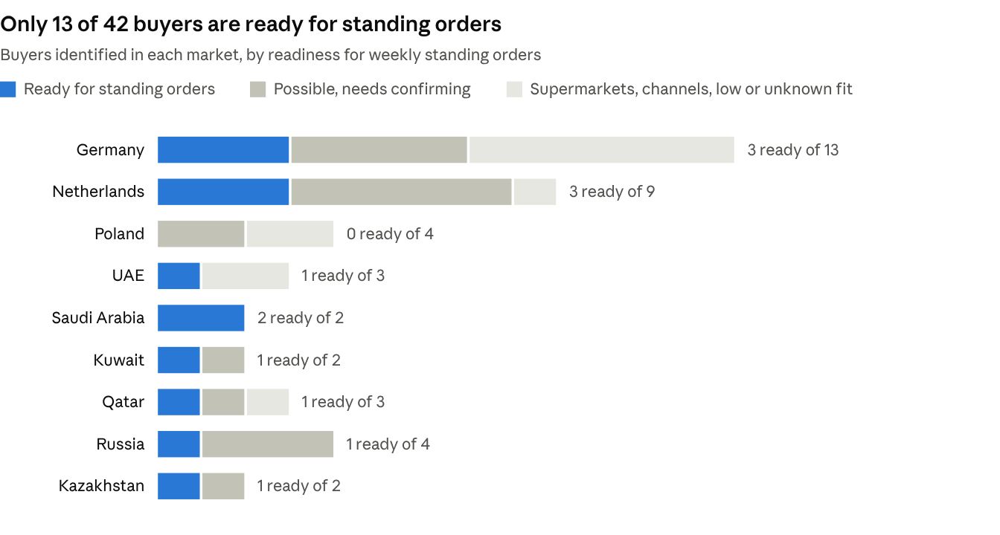 Only 13 of 42 buyers are ready for standing orders
Buyers identified in each market, by readiness for weekly standing orders
Ready for standing orders Possible, needs confirming Supermarkets, channels, low or unknown fit
Germany 3 ready of 13
Netherlands 3 ready of 9
Poland 0 ready of 4
UAE 1 ready of 3
Saudi Arabia 2 ready of 2
Kuwait 1 ready of 2
Qatar 1 ready of 3
Russia 1 ready of 4
Kazakhstan 1 ready of 2